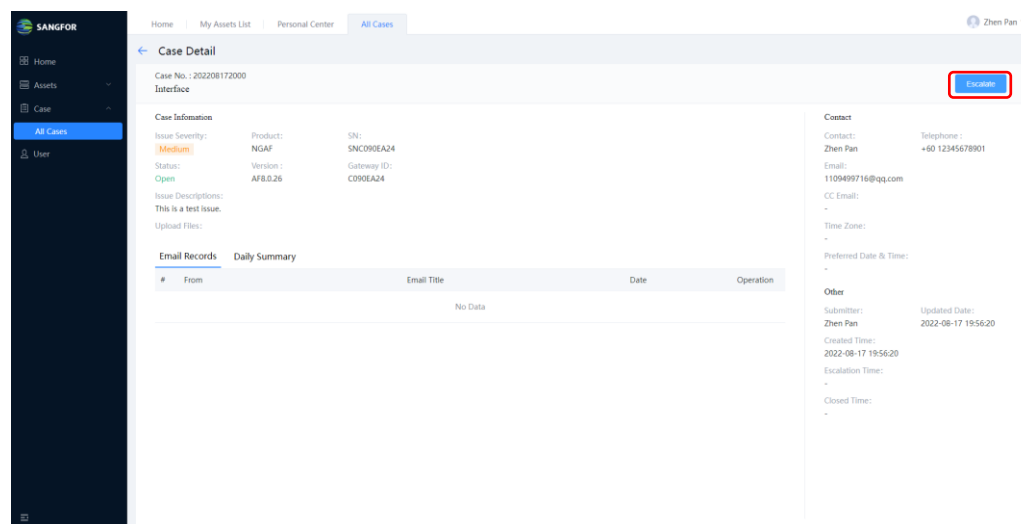 SANGFOR
Home
Assets
Case
All Cases
User
Home My Assets List Personal Center All Cases
Zhen Pan
Case Detail
Case No. : 202208172000
Interface
Escalate
Case Infomation
Issue Severity: Product: SN:
Medium NGAF SNC090EA24
Status: Version : Gateway ID:
Open AF8.0.26 C090EA24
Issue Descriptions:
This is a test issue.
Upload Files:
Email Records Daily Summary
# From Email Title Date Operation
No Data
Contact
Contact: Telephone :
Zhen Pan +60 12345678901
Email:
1109499716@qq.com
CC Email:
-
Time Zone:
-
Preferred Date & Time:
-
Other
Submitter: Updated Date:
Zhen Pan 2022-08-17 19:56:20
Created Time:
2022-08-17 19:56:20
Escalation Time:
-
Closed Time:
-